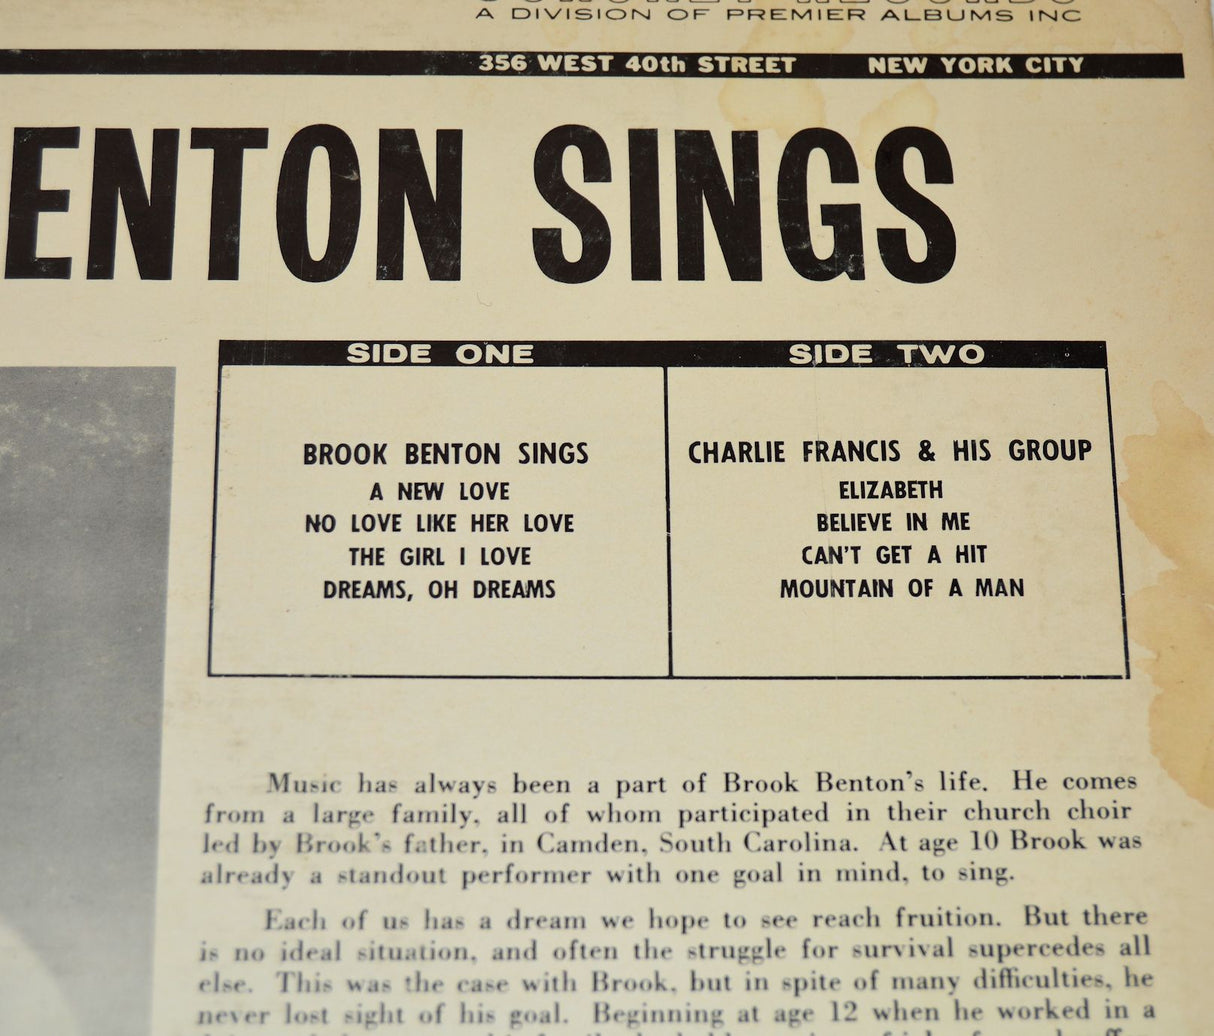 A DIVISION OF PREMIER ALBUMS INC
356 WEST 40th STREET NEW YORK CITY
ENTON SINGS
SIDE ONE
BROOK BENTON SINGS
A NEW LOVE
NO LOVE LIKE HER LOVE
THE GIRL I LOVE
DREAMS, OH DREAMS
SIDE TWO
CHARLIE FRANCIS & HIS GROUP
ELIZABETH
BELIEVE IN ME
CAN'T GET A HIT
MOUNTAIN OF A MAN
Music has always been a part of Brook Benton's life. He comes
from a large family, all of whom participated in their church choir
led by Brook's father, in Camden, South Carolina. At age 10 Brook was
already a standout performer with one goal in mind, to sing.
Each of us has a dream we hope to see reach fruition. But there
is no ideal situation, and often the struggle for survival supercedes all
else. This was the case with Brook, but in spite of many difficulties, he
never lost sight of his goal. Beginning at age 12 when he worked in a